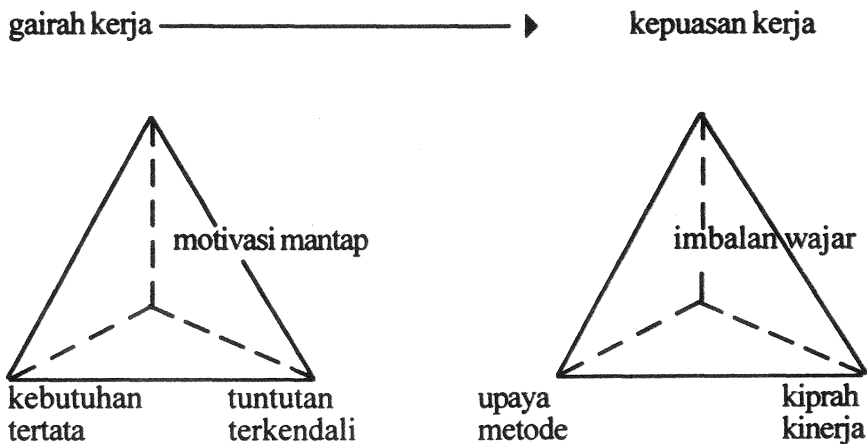 gairah kerja
kepuasan kerja
motivasi mantap
imbalan wajar
kebutuhan
tertata
tuntutan
terkendali
upaya
metode
kiprah
kinerja